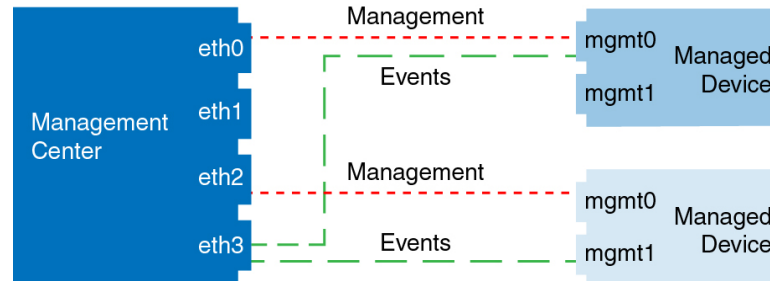 Management
eth0
mgmt0
Managed
Device
Events
mgmt1
eth1
Management
Center
eth2
Management
mgmt0
Managed
Device
eth3
Events
mgmt1